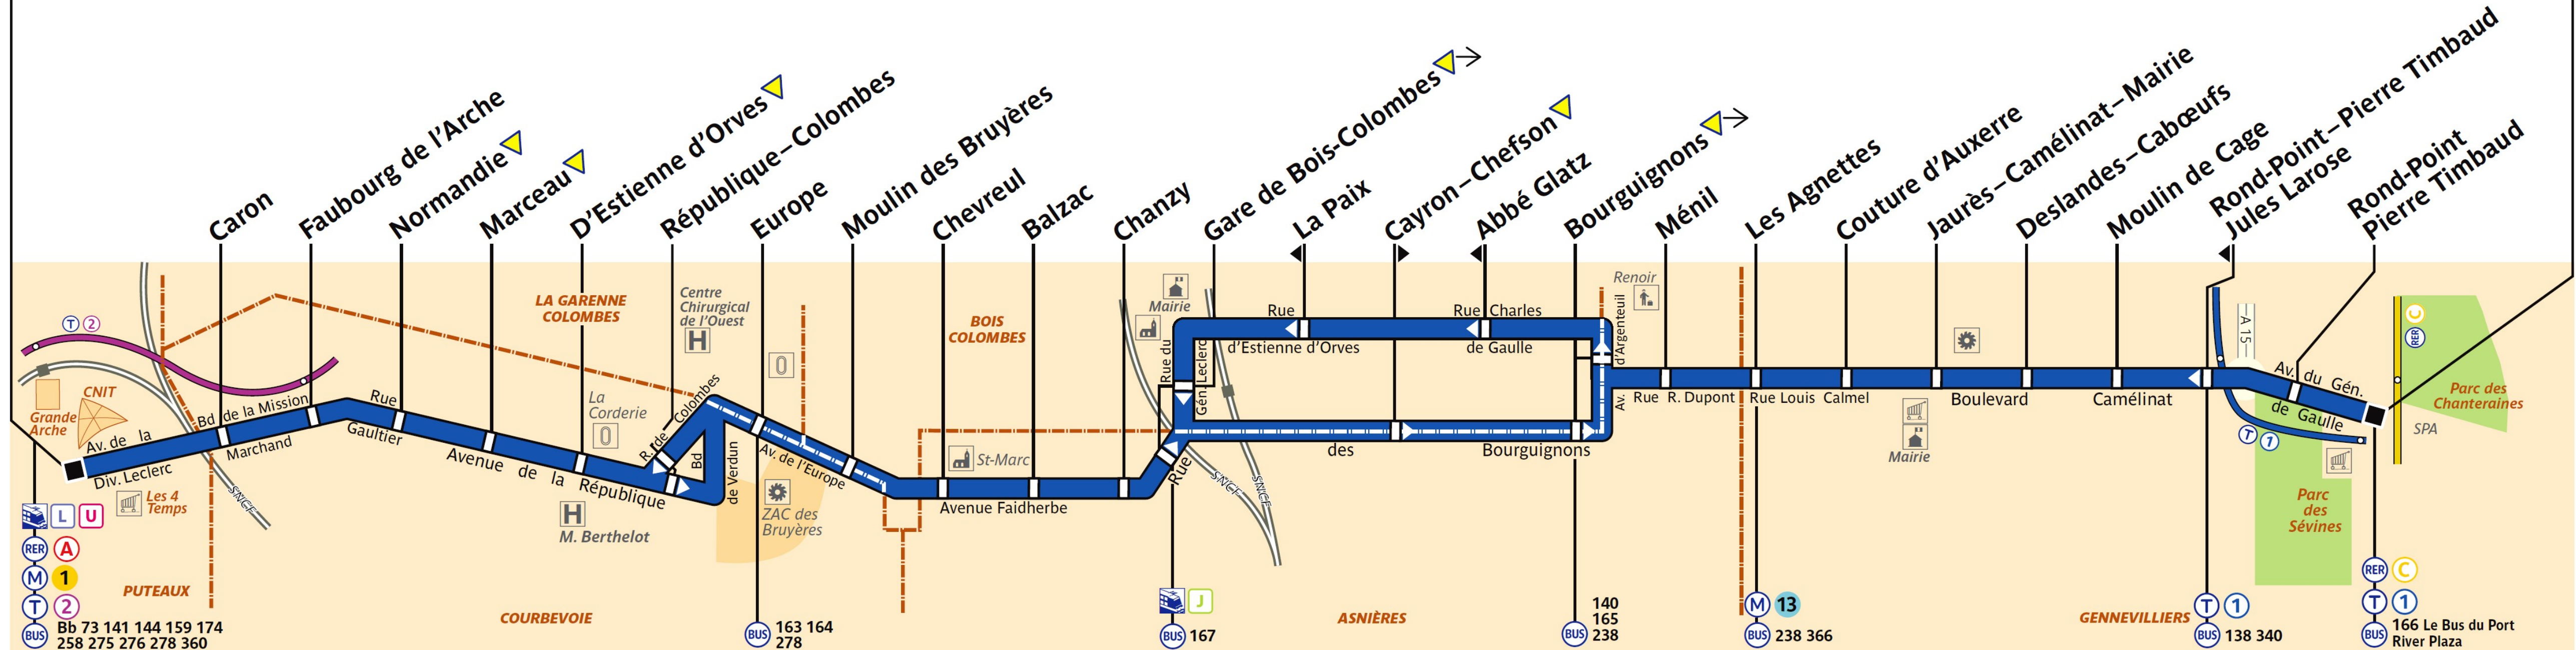 Caron
Faubourg de l'Arche
Normandie
Marceau
D'Estienne d'Orves
République–Colombes
Europe
Moulin des Bruyères
Chevreul
Balzac
Chanzy
Gare de Bois-Colombes
La Paix
Cayron–Chefson
Abbé Glatz
Bourguignons
Ménil
Les Agnettes
Couture d'Auxerre
Jaurès–Camélinat–Mairie
Deslandes–Cabœufs
Moulin de Cage
Rond-Point–Pierre Timbaud
Jules Larose
Rond-Point
Pierre Timbaud
T 2
CNIT
Grande
Arche
Av. de la
Div. Leclerc
Les 4
Temps
SNCF
Bd de la Mission
Marchand
Rue
Gaultier
LA GARENNE
COLOMBES
Avenue de la République
La
Corderie
H
M. Berthelot
Centre
Chirurgical
de l'Ouest
H
R. de Colombes
Bd
de Verdun
Av. de l'Europe
ZAC des
Bruyères
BOIS
COLOMBES
St-Marc
Avenue Faidherbe
Mairie
Rue du
Gén. Leclerc
Rue
SNCF
SNCF
Rue
d'Estienne d'Orves
Rue Charles
de Gaulle
des
Bourguignons
Renoir
Av.
d'Argenteuil
Rue R. Dupont
Rue Louis Calmel
Mairie
Boulevard
Camélinat
A 15
T 1
Av. du Gén.
de Gaulle
C
RER
Parc des
Chanteraines
SPA
Parc
des
Sévines
PUTEAUX
COURBEVOIE
ASNIÈRES
GENNEVILLIERS
L U
RER A
M 1
T 2
BUS Bb 73 141 144 159 174
258 275 276 278 360
BUS 163 164
278
J
BUS 167
140
165
BUS 238
M 13
BUS 238 366
T 1
BUS 138 340
RER C
T 1
BUS 166 Le Bus du Port
River Plaza